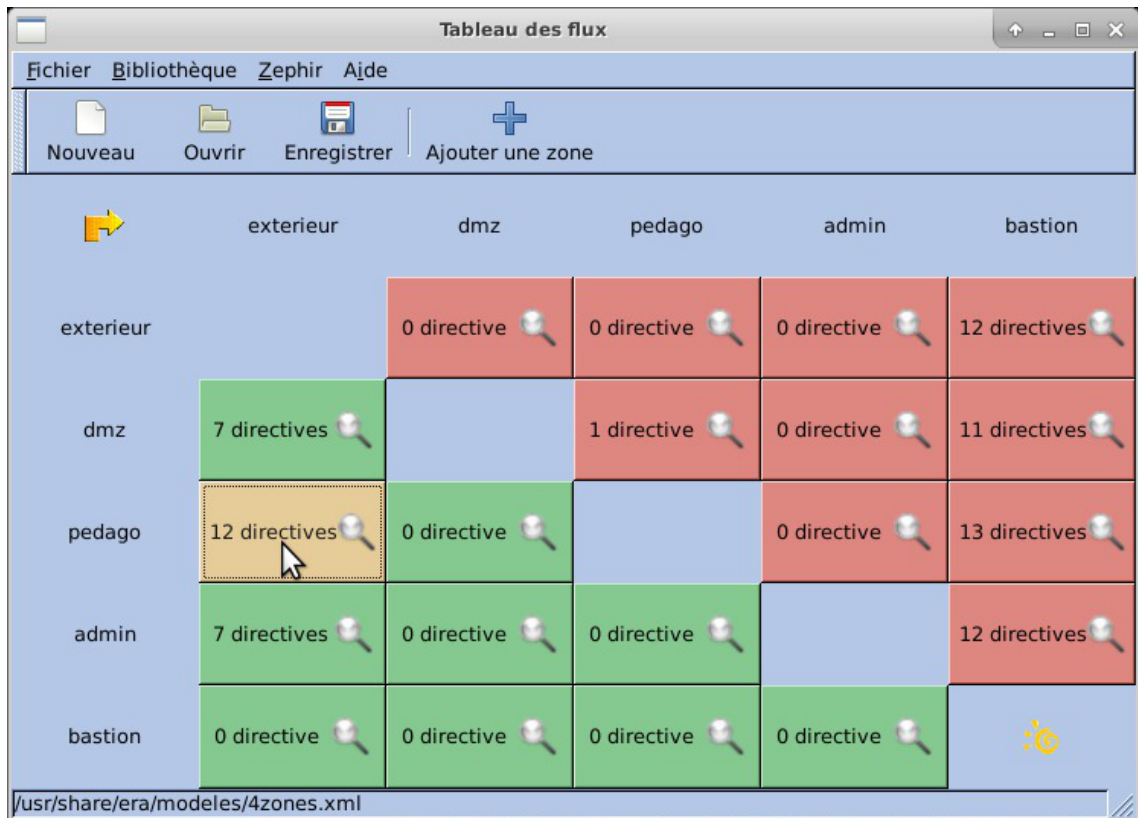 Tableau des flux
Fichier Bibliothèque Zephir Aide
Nouveau Ouvrir Enregistrer Ajouter une zone
exterieur dmz pedago admin bastion
exterieur 0 directive 0 directive 0 directive 12 directives
dmz 7 directives 1 directive 0 directive 11 directives
pedago 12 directives 0 directive 0 directive 13 directives
admin 7 directives 0 directive 0 directive 12 directives
bastion 0 directive 0 directive 0 directive 0 directive
/usr/share/era/modeles/4zones.xml